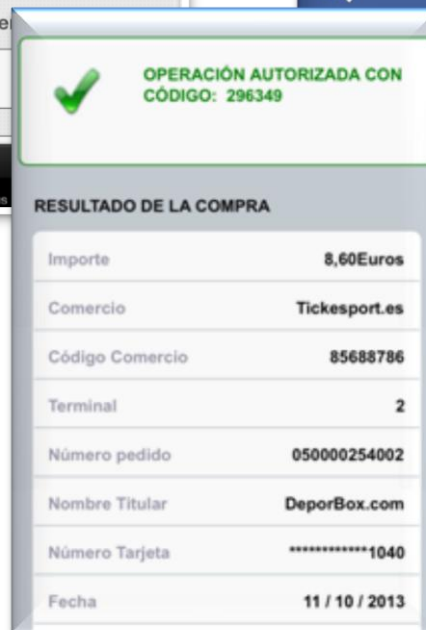 OPERACIÓN AUTORIZADA CON
CÓDIGO: 296349
RESULTADO DE LA COMPRA
Importe 8,60Euros
Comercio Tickesport.es
Código Comercio 85688786
Terminal 2
Número pedido 050000254002
Nombre Titular DeporBox.com
Número Tarjeta ************1040
Fecha 11 / 10 / 2013